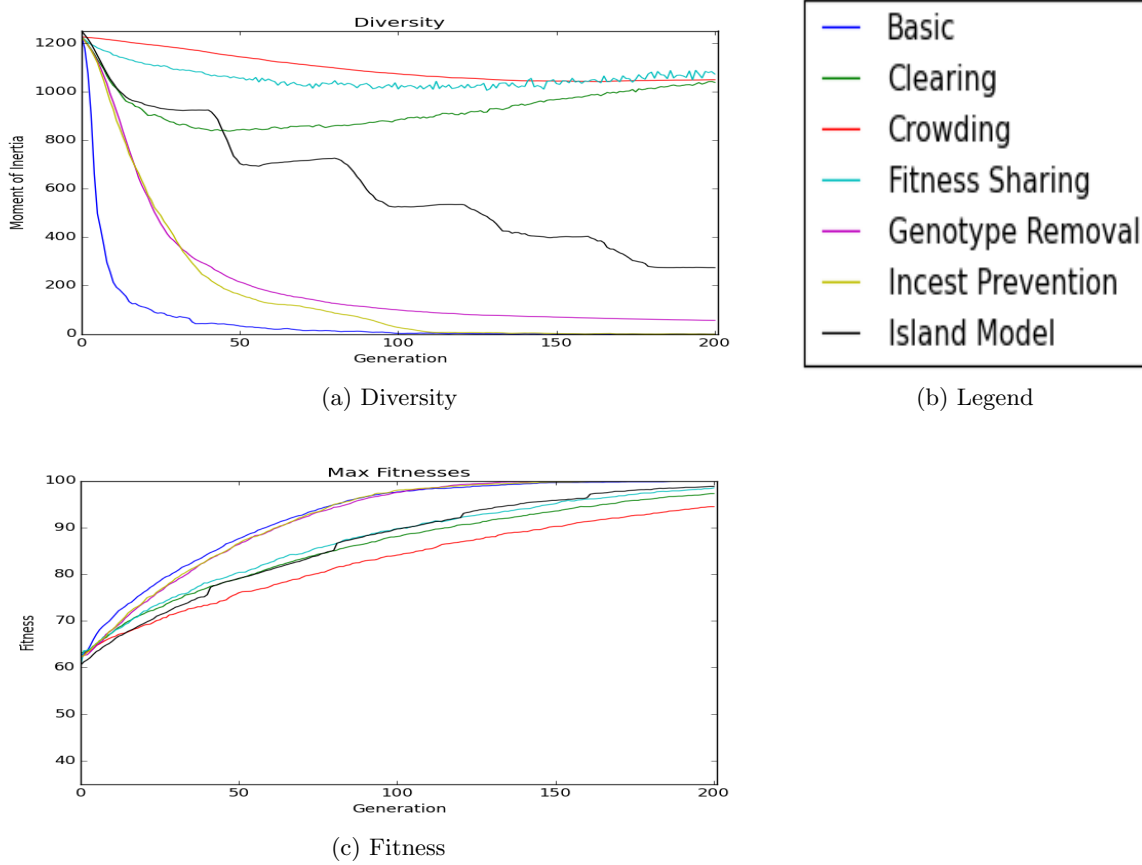 Diversity
1200
1000
800
600
400
200
0
Moment of Inertia
0 50 100 150 200
Generation
(a) Diversity
Basic
Clearing
Crowding
Fitness Sharing
Genotype Removal
Incest Prevention
Island Model
(b) Legend
Max Fitnesses
100
90
80
70
60
50
40
Fitness
0 50 100 150 200
Generation
(c) Fitness